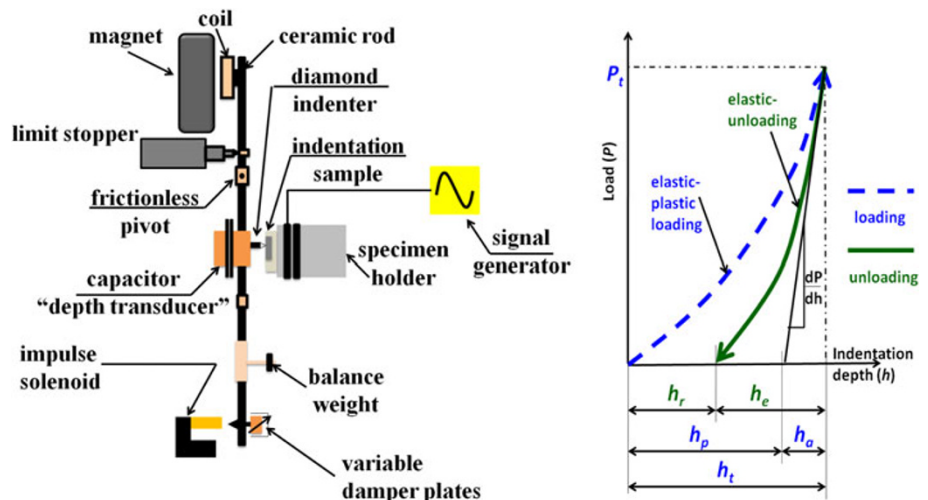 coil
magnet
ceramic rod
diamond
indenter
limit stopper
indentation
sample
frictionless
pivot
specimen
holder
signal
generator
capacitor
“depth transducer”
impulse
solenoid
balance
weight
variable
damper plates
P_t
Load (P)
elastic-
unloading
elastic-
plastic
loading
loading
unloading
dP
dh
Indentation
depth (h)
h_r
h_e
h_p
h_a
h_t